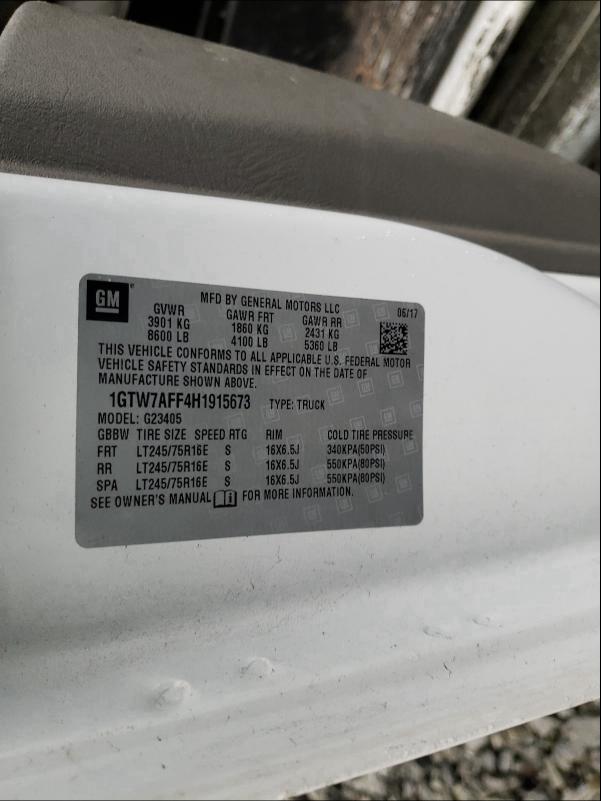 GM
MFD BY GENERAL MOTORS LLC
06/17
GVWR GAWR FRT GAWR RR
3901 KG 1860 KG 2431 KG
8600 LB 4100 LB 5360 LB
THIS VEHICLE CONFORMS TO ALL APPLICABLE U.S. FEDERAL MOTOR
VEHICLE SAFETY STANDARDS IN EFFECT ON THE DATE OF
MANUFACTURE SHOWN ABOVE.
1GTW7AFF4H1915673 TYPE: TRUCK
MODEL: G23405
GBBW TIRE SIZE SPEED RTG RIM COLD TIRE PRESSURE
FRT LT245/75R16E S 16X6.5J 340KPA(50PSI)
RR LT245/75R16E S 16X6.5J 550KPA(80PSI)
SPA LT245/75R16E S 16X6.5J 550KPA(80PSI)
SEE OWNER'S MANUAL FOR MORE INFORMATION.